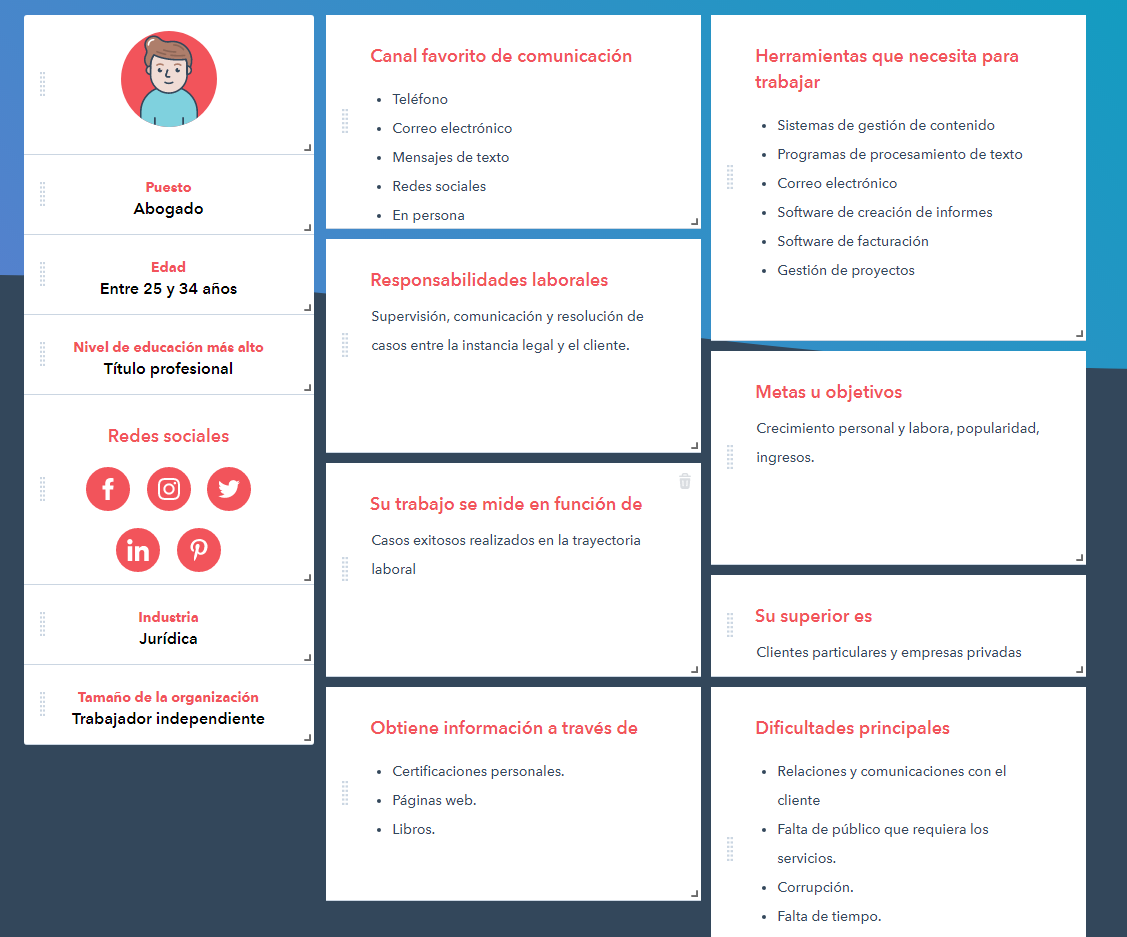 Puesto
Abogado
Edad
Entre 25 y 34 años
Nivel de educación más alto
Título profesional
Redes sociales
Industria
Jurídica
Tamaño de la organización
Trabajador independiente
Canal favorito de comunicación
Teléfono
Correo electrónico
Mensajes de texto
Redes sociales
En persona
Responsabilidades laborales
Supervisión, comunicación y resolución de
casos entre la instancia legal y el cliente.
Su trabajo se mide en función de
Casos exitosos realizados en la trayectoria
laboral
Obtiene información a través de
Certificaciones personales.
Páginas web.
Libros.
Herramientas que necesita para
trabajar
Sistemas de gestión de contenido
Programas de procesamiento de texto
Correo electrónico
Software de creación de informes
Software de facturación
Gestión de proyectos
Metas u objetivos
Crecimiento personal y labora, popularidad,
ingresos.
Su superior es
Clientes particulares y empresas privadas
Dificultades principales
Relaciones y comunicaciones con el
cliente
Falta de público que requiera los
servicios.
Corrupción.
Falta de tiempo.